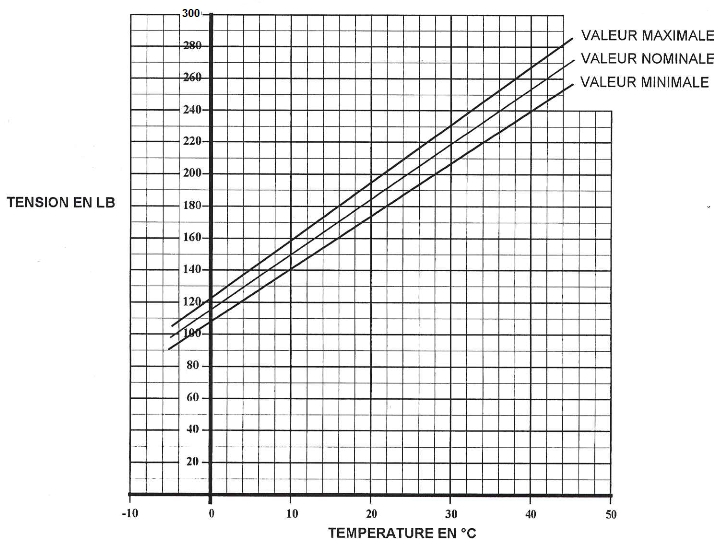 300
280
260
240
220
200
180
160
140
120
100
80
60
40
20
VALEUR MAXIMALE
VALEUR NOMINALE
VALEUR MINIMALE
TENSION EN LB
-10 0 10 20 30 40 50
TEMPERATURE EN °C